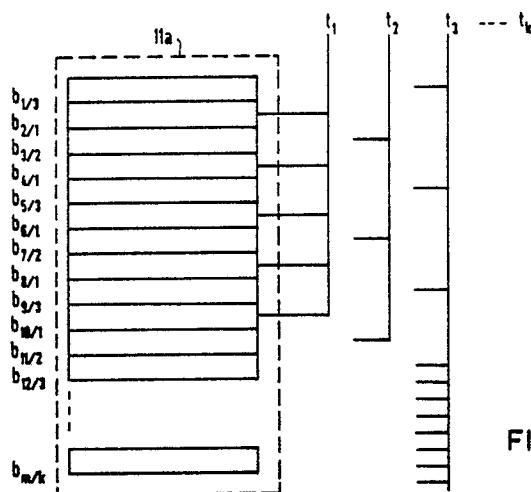 11a
t1 t2 t3 --- tk
b1/3
b2/1
b3/2
b4/1
b5/3
b6/1
b7/2
b8/1
b9/3
b10/1
b11/2
b12/3
bm/k
FI